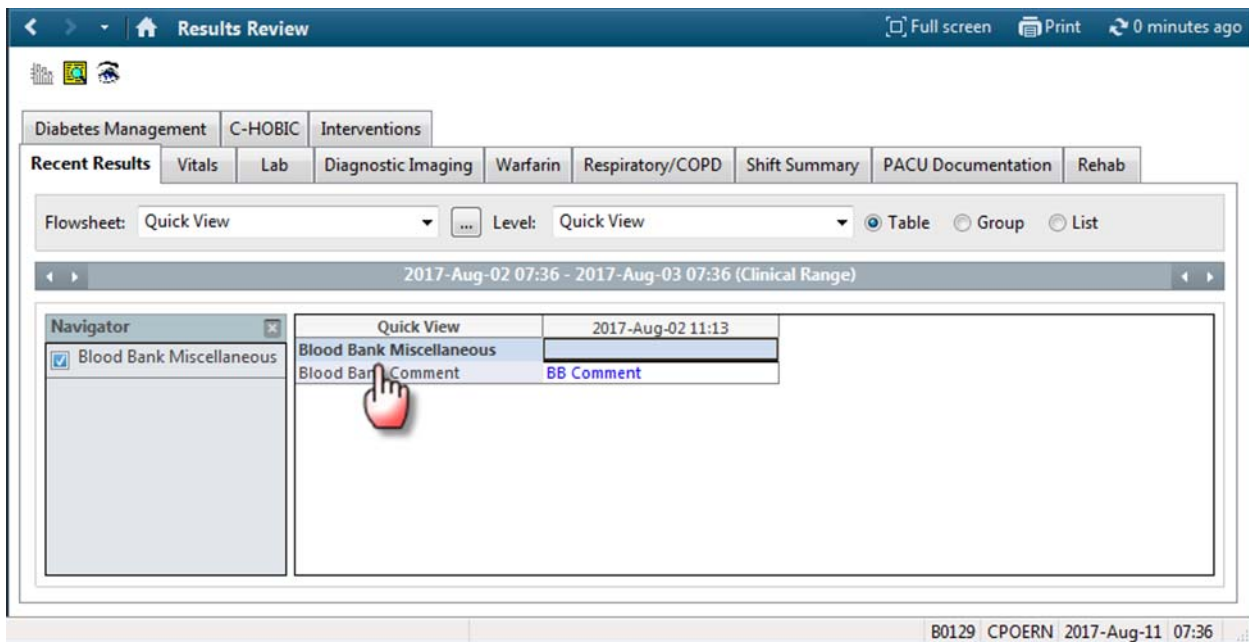 Results Review Full screen Print 0 minutes ago
Diabetes Management C-HOBIC Interventions
Recent Results Vitals Lab Diagnostic Imaging Warfarin Respiratory/COPD Shift Summary PACU Documentation Rehab
Flowsheet: Quick View ... Level: Quick View Table Group List
2017-Aug-02 07:36 - 2017-Aug-03 07:36 (Clinical Range)
Navigator Quick View 2017-Aug-02 11:13
Blood Bank Miscellaneous Blood Bank Miscellaneous
Blood Bank Comment BB Comment
B0129 CPOERN 2017-Aug-11 07:36